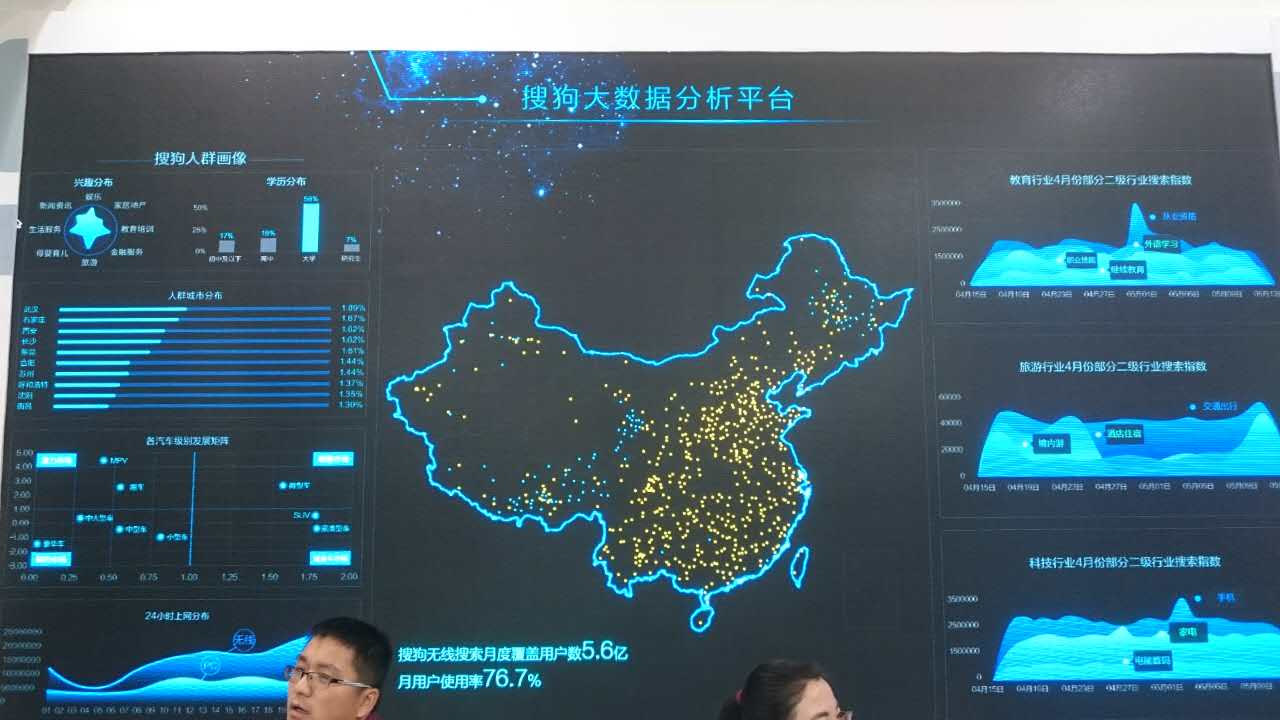 搜狗大数据分析平台
搜狗人群画像
兴趣分布
娱乐
新闻资讯
家居地产
生活服务
教育培训
母婴育儿
金融服务
旅游
学历分布
50%
25%
0%
17%
18%
58%
7%
初中及以下
高中
大学
研究生
人群城市分布
武汉 1.89%
石家庄 1.67%
西安 1.62%
长沙 1.62%
东莞 1.61%
合肥 1.44%
苏州 1.44%
呼和浩特 1.37%
沈阳 1.35%
南昌 1.30%
各汽车级别发展矩阵
5.00
4.00
3.00
2.00
1.00
0.00
-1.00
-2.00
-3.00
MPV
跑车
微型车
中大型车
SUV
中型车
小型车
紧凑型车
豪华车
0.00 0.25 0.50 0.75 1.00 1.25 1.50 1.75 2.00
24小时上网分布
25000000
20000000
15000000
10000000
5000000
0
无线
PC
01 02 03 04 05 06 07 08 09 10 11 12 13 14 15 16 17 18
搜狗无线搜索月度覆盖用户数5.6亿
月用户使用率76.7%
教育行业4月份部分二级行业搜索指数
3500000
2500000
1500000
0
从业资格
外语学习
职业技能
继续教育
04月15日 04月19日 04月23日 04月27日 05月01日 05月05日 05月09日
旅游行业4月份部分二级行业搜索指数
60000
40000
20000
0
交通出行
酒店住宿
境内游
04月15日 04月19日 04月23日 04月27日 05月01日 05月05日 05月09日
科技行业4月份部分二级行业搜索指数
3500000
2500000
1500000
0
手机
家电
电脑数码
04月15日 04月19日 04月23日 04月27日 05月01日 05月05日 05月09日